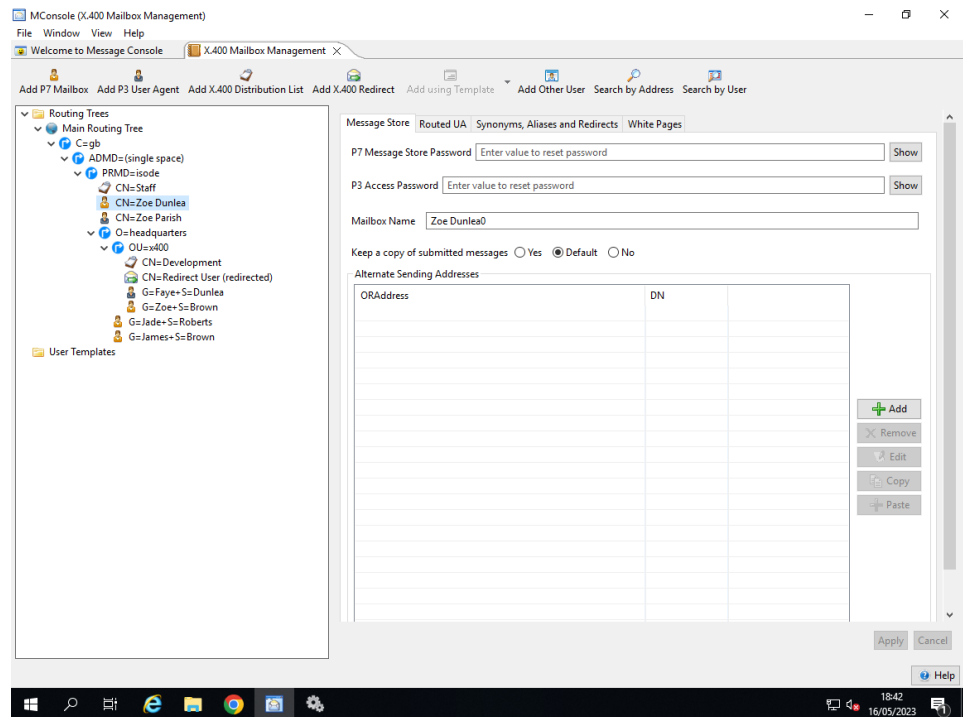 MConsole (X.400 Mailbox Management)
File Window View Help
Welcome to Message Console X.400 Mailbox Management
Add P7 Mailbox Add P3 User Agent Add X.400 Distribution List Add X.400 Redirect Add using Template Add Other User Search by Address Search by User
Routing Trees
Main Routing Tree
C=gb
ADMD=(single space)
PRMD=isode
CN=Staff
CN=Zoe Dunlea
CN=Zoe Parish
O=headquarters
OU=x400
CN=Development
CN=Redirect User (redirected)
G=Faye+S=Dunlea
G=Zoe+S=Brown
G=Jade+S=Roberts
G=James+S=Brown
User Templates
Message Store Routed UA Synonyms, Aliases and Redirects White Pages
P7 Message Store Password Enter value to reset password Show
P3 Access Password Enter value to reset password Show
Mailbox Name Zoe Dunlea0
Keep a copy of submitted messages Yes Default No
Alternate Sending Addresses
ORAddress DN
Add
Remove
Edit
Copy
Paste
Apply Cancel
Help
18:42
16/05/2023
1